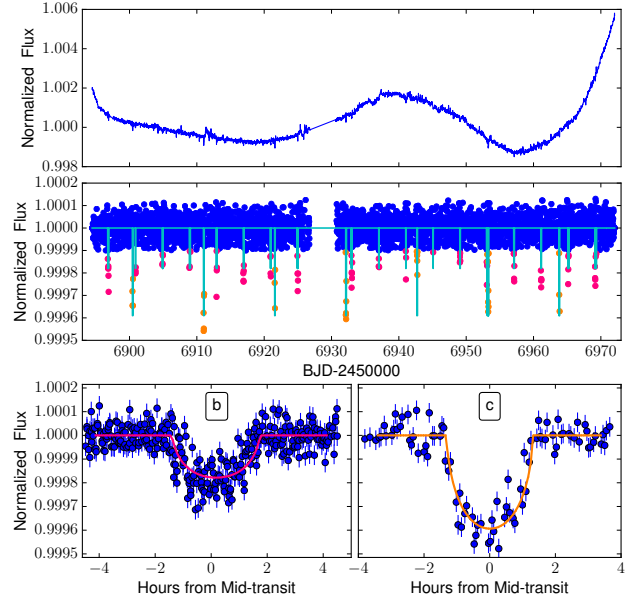 1.006
1.002
1.000
0.998
Normalized Flux
1.0002
1.0001
1.0000
0.9999
0.9998
0.9997
0.9996
0.9995
Normalized Flux
6900 6910 6920 6930 6940 6950 6960 6970
BJD-2450000
1.0002
1.0001
1.0000
0.9999
0.9998
0.9997
0.9996
0.9995
Normalized Flux
b
c
−4 −2 0 2 4
−4 −2 0 2 4
Hours from Mid-transit
Hours from Mid-transit